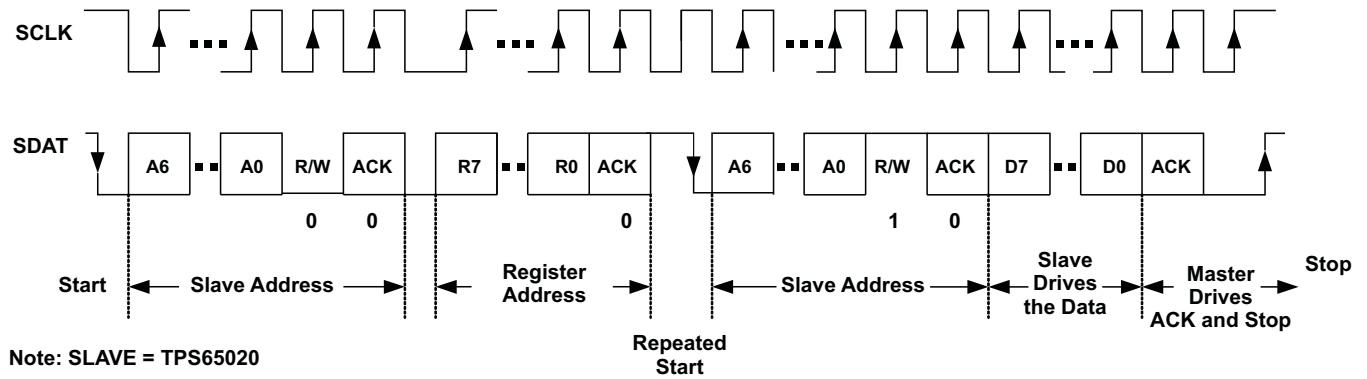 SCLK
SDAT
A6 A0 R/W ACK R7 R0 ACK A6 A0 R/W ACK D7 D0 ACK
0 0 0 1 0
Start
Slave Address
Register
Address
Repeated
Start
Slave Address
Slave
Drives
the Data
Master
Drives
ACK and Stop
Stop
Note: SLAVE = TPS65020